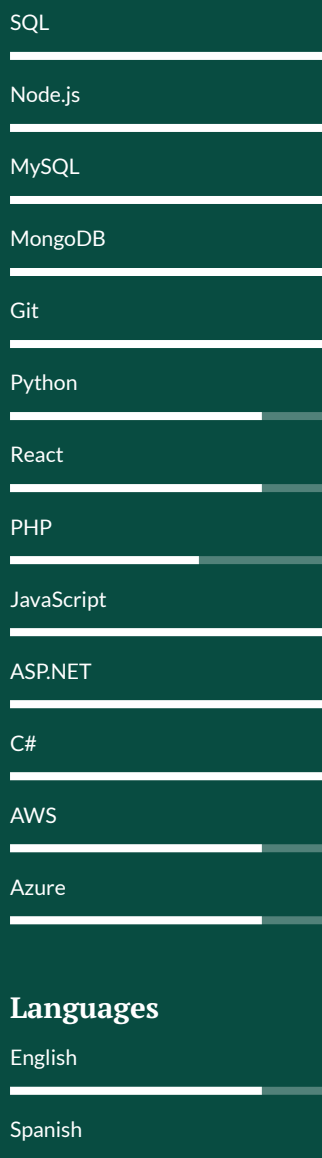 SQL
Node.js
MySQL
MongoDB
Git
Python
React
PHP
JavaScript
ASP.NET
C#
AWS
Azure
Languages
English
Spanish